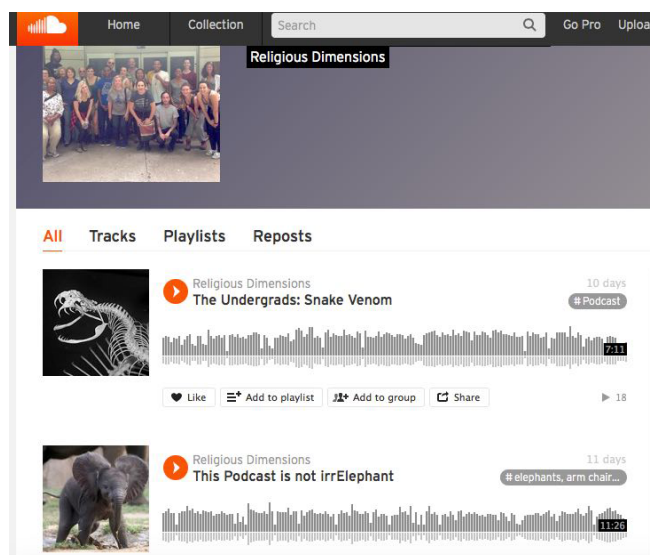 Home Collection Search Go Pro Uploa
Religious Dimensions
All Tracks Playlists Reposts
Religious Dimensions 10 days
The Undergrads: Snake Venom #Podcast
7:11
Like Add to playlist Add to group Share 18
Religious Dimensions 11 days
This Podcast is not irrElephant #elephants, arm chair...
11:26